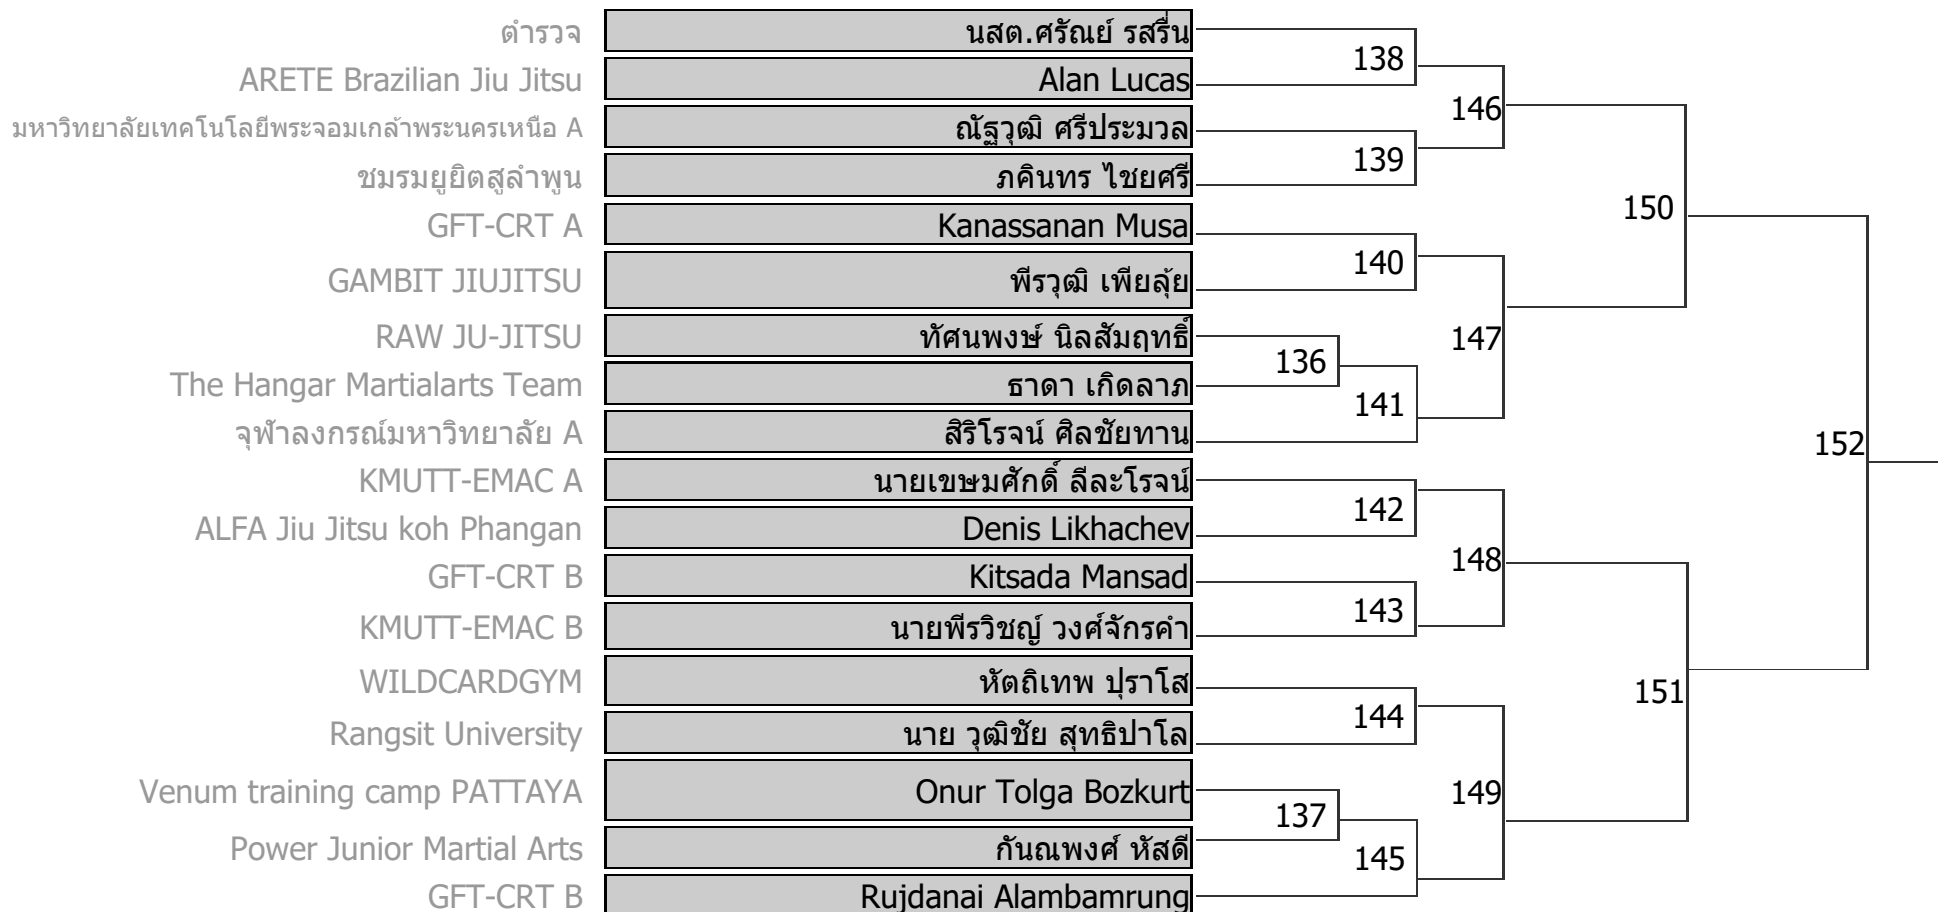 ตำรวจ นสต.ศรัณย์ รสรื่น
138
ARETE Brazilian Jiu Jitsu Alan Lucas
146
มหาวิทยาลัยเทคโนโลยีพระจอมเกล้าพระนครเหนือ A ณัฐวุฒิ ศรีประมวล
139
ชมรมยูยิตสูลำพูน ภคินทร ไชยศรี
150
GFT-CRT A Kanassanan Musa
140
GAMBIT JIUJITSU พีรวุฒิ เพียลุ้ย
RAW JU-JITSU ทัศนพงษ์ นิลสัมฤทธิ์
147
136
The Hangar Martialarts Team ธาดา เกิดลาภ
141
จุฬาลงกรณ์มหาวิทยาลัย A สิริโรจน์ ศิลชัยทาน
152
KMUTT-EMAC A นายเขษมศักดิ์ ลีละโรจน์
142
ALFA Jiu Jitsu koh Phangan Denis Likhachev
148
GFT-CRT B Kitsada Mansad
143
KMUTT-EMAC B นายพีรวิชญ์ วงศ์จักรคำ
WILDCARDGYM หัตถิเทพ ปุราโส
151
144
Rangsit University นาย วุฒิชัย สุทธิปาโล
Venum training camp PATTAYA Onur Tolga Bozkurt
149
137
Power Junior Martial Arts กันณพงศ์ หัสดี
145
GFT-CRT B Rujdanai Alambamrung